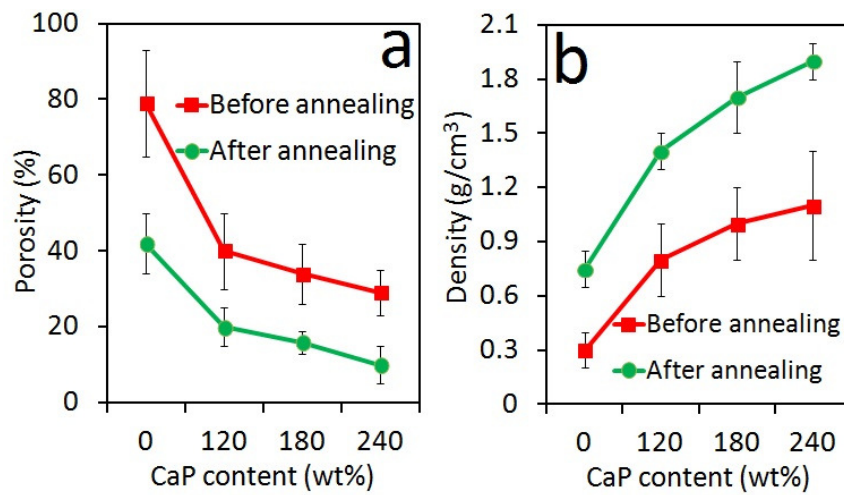 a
100
80
60
40
20
0
Porosity (%)
Before annealing
After annealing
0 120 180 240
CaP content (wt%)
b
2.1
1.8
1.5
1.2
0.9
0.6
0.3
0
Density (g/cm³)
Before annealing
After annealing
0 120 180 240
CaP content (wt%)